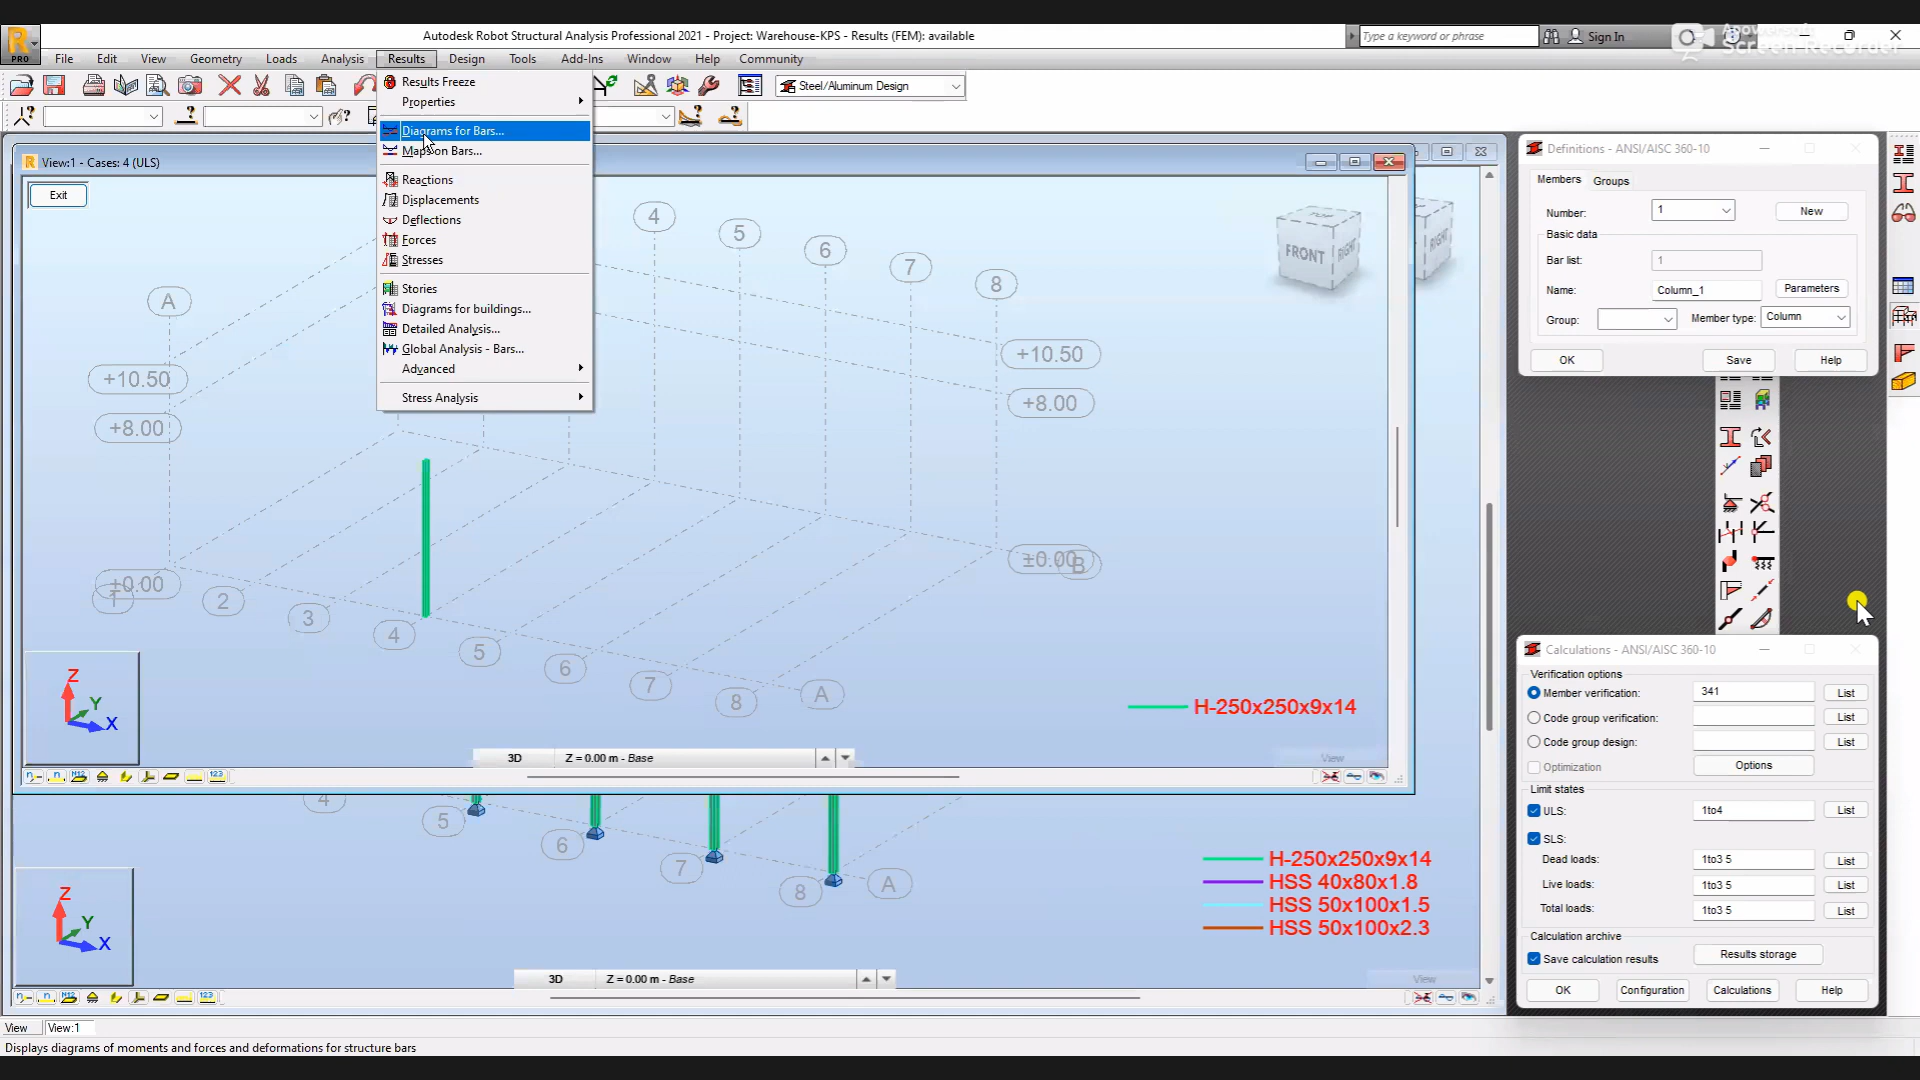 Autodesk Robot Structural Analysis Professional 2021 - Project: Warehouse-KPS - Results (FEM): available
Type a keyword or phrase
Sign In
Apowersoft
Screen Recorder
PRO
File Edit View Geometry Loads Analysis Results Design Tools Add-Ins Window Help Community
Steel/Aluminum Design
Results Freeze
Properties
Diagrams for Bars...
Maps on Bars...
Reactions
Displacements
Deflections
Forces
Stresses
Stories
Diagrams for buildings...
Detailed Analysis...
Global Analysis - Bars...
Advanced
Stress Analysis
View:1 - Cases: 4 (ULS)
Exit
4
5
6
7
8
A
FRONT
RIGHT
TOP
RIGHT
+10.50
+8.00
+10.50
+8.00
±0.00
1
2
3
4
5
6
7
8
A
±0.00
B
Z
Y
X
H-250x250x9x14
3D Z = 0.00 m - Base
View
4
5
6
7
8
A
Z
Y
X
H-250x250x9x14
HSS 40x80x1.8
HSS 50x100x1.5
HSS 50x100x2.3
3D Z = 0.00 m - Base
View
View View:1
Displays diagrams of moments and forces and deformations for structure bars
Definitions - ANSI/AISC 360-10
Members Groups
Number: 1 New
Basic data
Bar list: 1
Name: Column_1 Parameters
Group: Member type: Column
OK Save Help
Calculations - ANSI/AISC 360-10
Verification options
Member verification: 341 List
Code group verification: List
Code group design: List
Optimization Options
Limit states
ULS: 1to4 List
SLS:
Dead loads: 1to3 5 List
Live loads: 1to3 5 List
Total loads: 1to3 5 List
Calculation archive
Save calculation results Results storage
OK Configuration Calculations Help